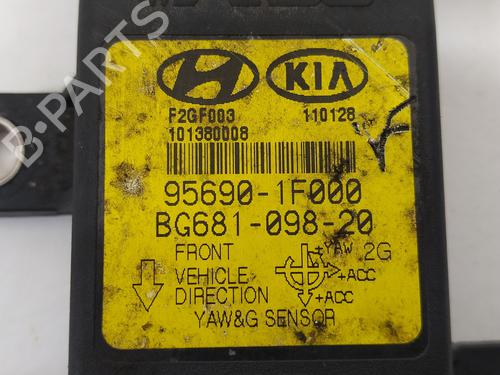 KIA
F2GF003 110128
101380008
95690-1F000
BG681-098-20
FRONT +YAW 2G
VEHICLE +ACC
DIRECTION +ACC
YAW&G SENSOR
B-PARTS